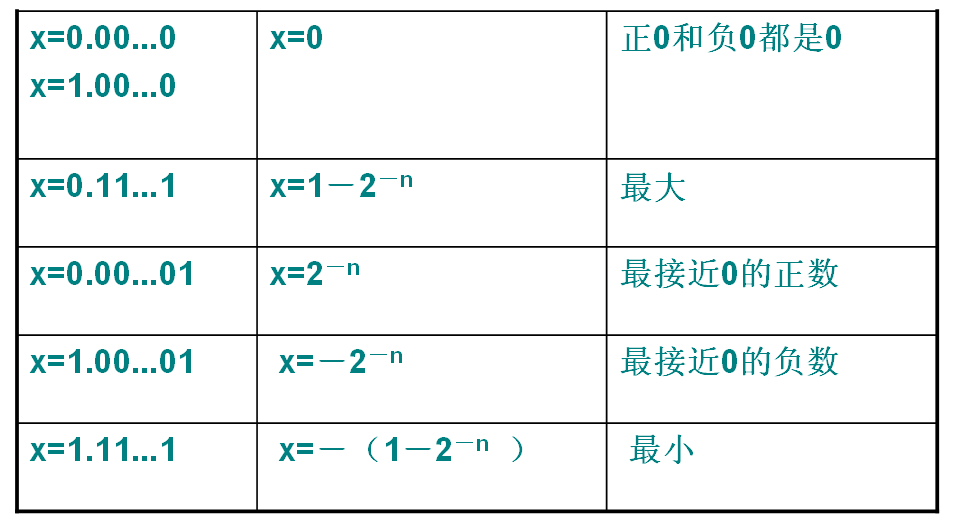 x=0.00...0 x=0 正0和负0都是0
x=1.00...0
x=0.11...1 x=1－2⁻ⁿ 最大
x=0.00...01 x=2⁻ⁿ 最接近0的正数
x=1.00...01 x=－2⁻ⁿ 最接近0的负数
x=1.11...1 x=－（1－2⁻ⁿ ） 最小